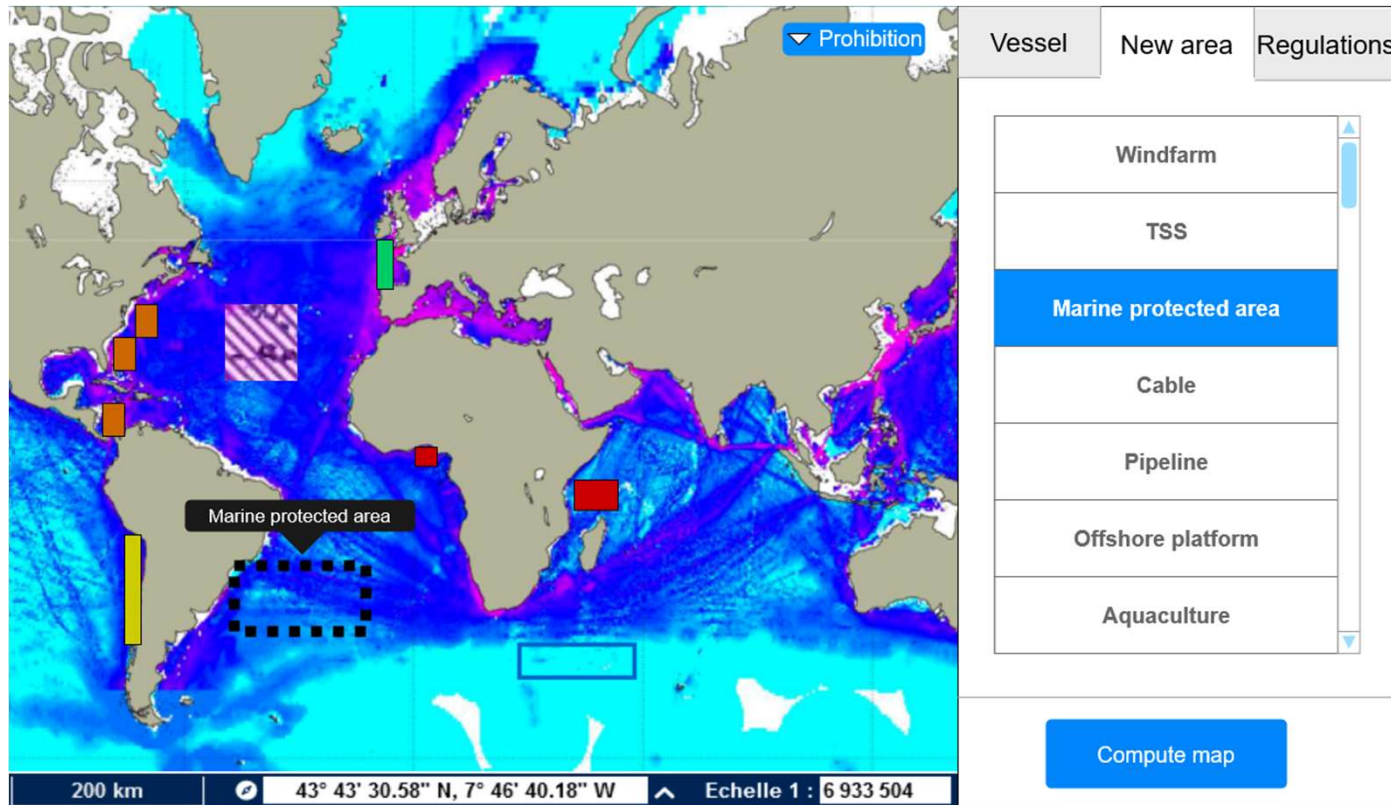 Prohibition
Vessel
New area
Regulations
Windfarm
TSS
Marine protected area
Cable
Pipeline
Offshore platform
Aquaculture
Marine protected area
Compute map
200 km
43° 43' 30.58" N, 7° 46' 40.18" W
Echelle 1 :
6 933 504